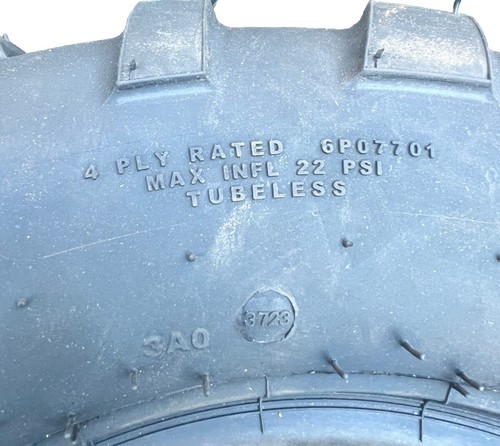 4 PLY RATED 6P07701
MAX INFL 22 PSI
TUBELESS
3723
3A0